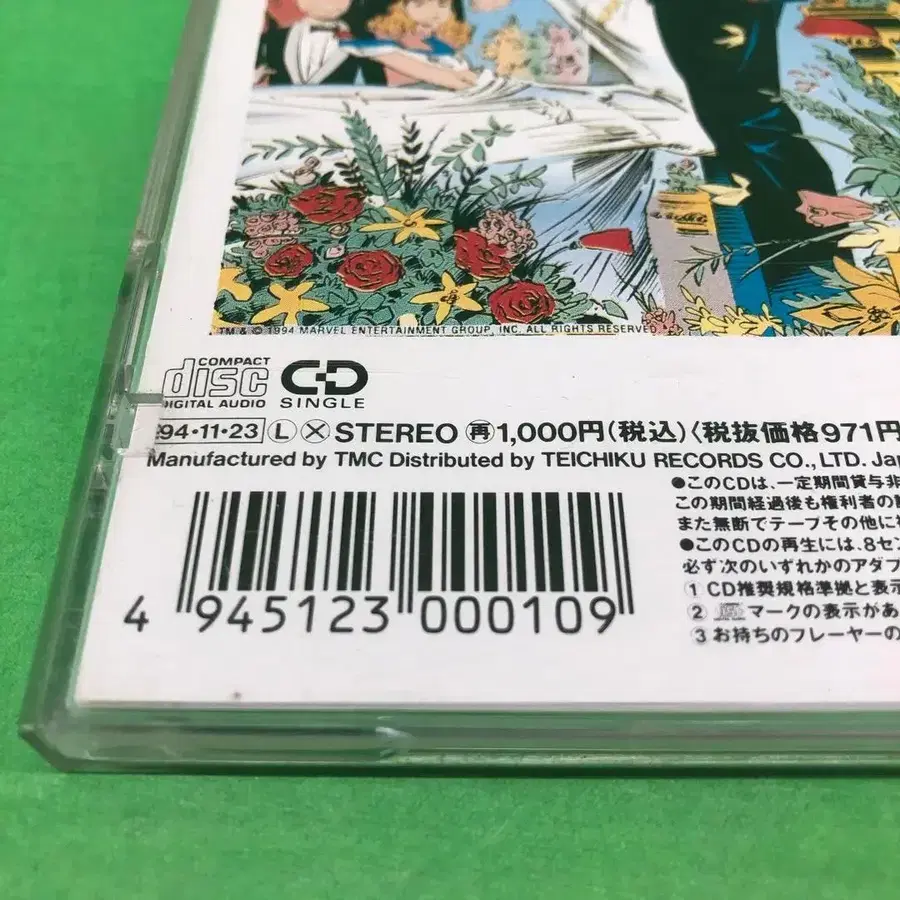 TM & © 1994 MARVEL ENTERTAINMENT GROUP, INC. ALL RIGHTS RESERVED
COMPACT
disc
DIGITAL AUDIO
CD
SINGLE
94・11・23 Ⓛ Ⓧ STEREO ㊢1,000円(税込)〈税抜価格971円
Manufactured by TMC Distributed by TEICHIKU RECORDS CO., LTD. Jap
●このCDは、一定期間貸与非
この期間経過後も権利者の
また無断でテープその他に
●このCDの再生には、8セン
必ず次のいずれかのアダプ
① CD推奨規格準拠と表示
② マークの表示があ
③ お持ちのプレーヤーの
4 945123 000109